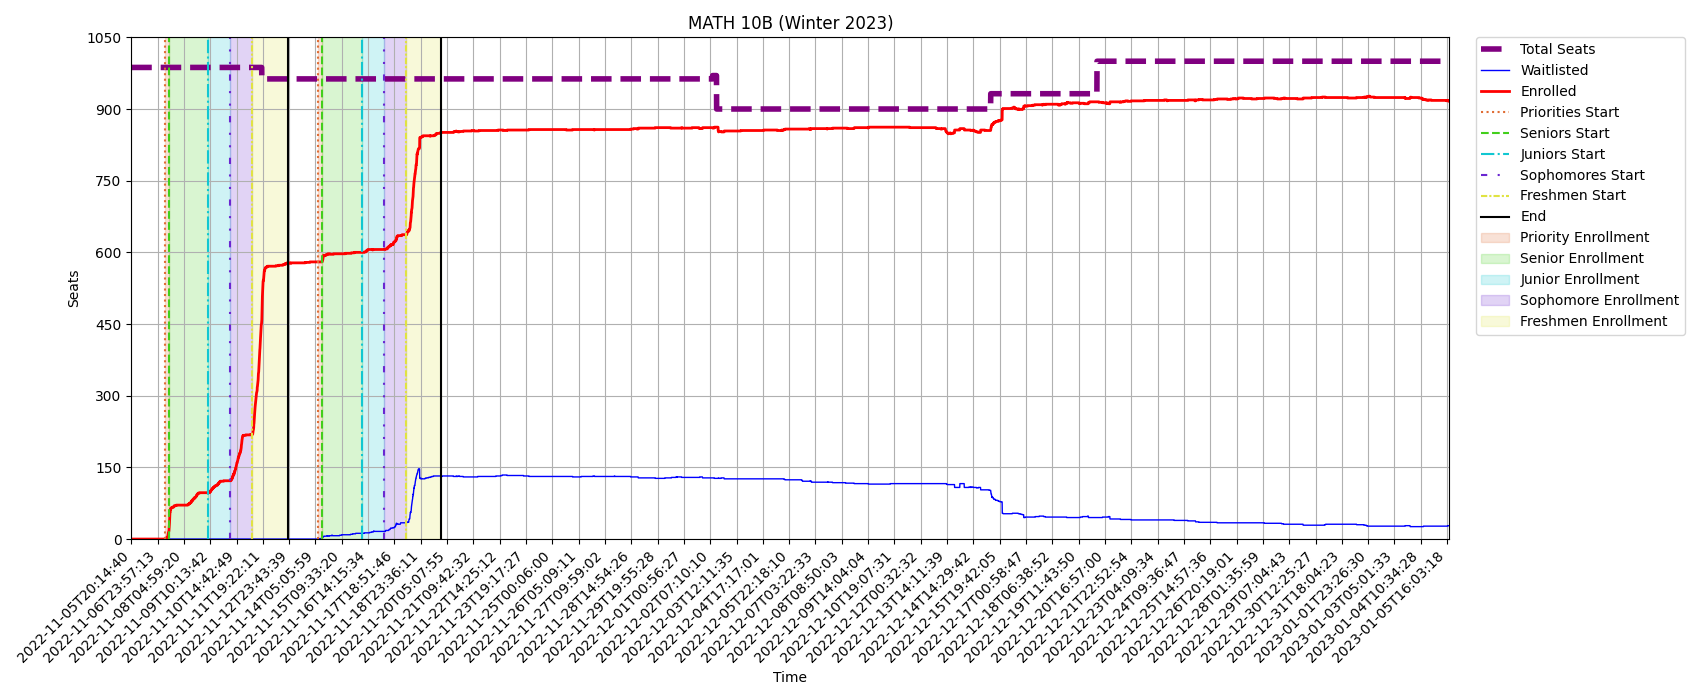 MATH 10B (Winter 2023)
1050
900
750
600
450
300
150
0
Seats
2022-11-05T20:14:40
2022-11-06T23:57:13
2022-11-08T04:59:20
2022-11-09T10:13:42
2022-11-10T14:42:49
2022-11-11T19:22:11
2022-11-12T23:43:39
2022-11-14T05:05:59
2022-11-15T09:33:20
2022-11-16T14:15:34
2022-11-17T18:51:46
2022-11-18T23:36:11
2022-11-20T05:07:55
2022-11-21T09:42:32
2022-11-22T14:25:12
2022-11-23T19:17:27
2022-11-25T00:06:00
2022-11-26T05:09:11
2022-11-27T09:59:02
2022-11-28T14:54:26
2022-11-29T19:55:28
2022-12-01T00:56:27
2022-12-02T07:10:10
2022-12-03T12:11:35
2022-12-04T17:17:01
2022-12-05T22:18:10
2022-12-07T03:22:33
2022-12-08T08:50:03
2022-12-09T14:04:04
2022-12-10T19:07:31
2022-12-12T00:32:32
2022-12-13T14:11:39
2022-12-14T14:29:42
2022-12-15T19:42:05
2022-12-17T00:58:47
2022-12-18T06:38:52
2022-12-19T11:43:50
2022-12-20T16:57:00
2022-12-21T22:52:54
2022-12-23T04:09:34
2022-12-24T09:36:47
2022-12-25T14:57:36
2022-12-26T20:19:01
2022-12-28T01:35:59
2022-12-29T07:04:43
2022-12-30T12:25:27
2022-12-31T18:04:23
2023-01-01T23:26:30
2023-01-03T05:01:33
2023-01-04T10:34:28
2023-01-05T16:03:18
Time
Total Seats
Waitlisted
Enrolled
Priorities Start
Seniors Start
Juniors Start
Sophomores Start
Freshmen Start
End
Priority Enrollment
Senior Enrollment
Junior Enrollment
Sophomore Enrollment
Freshmen Enrollment